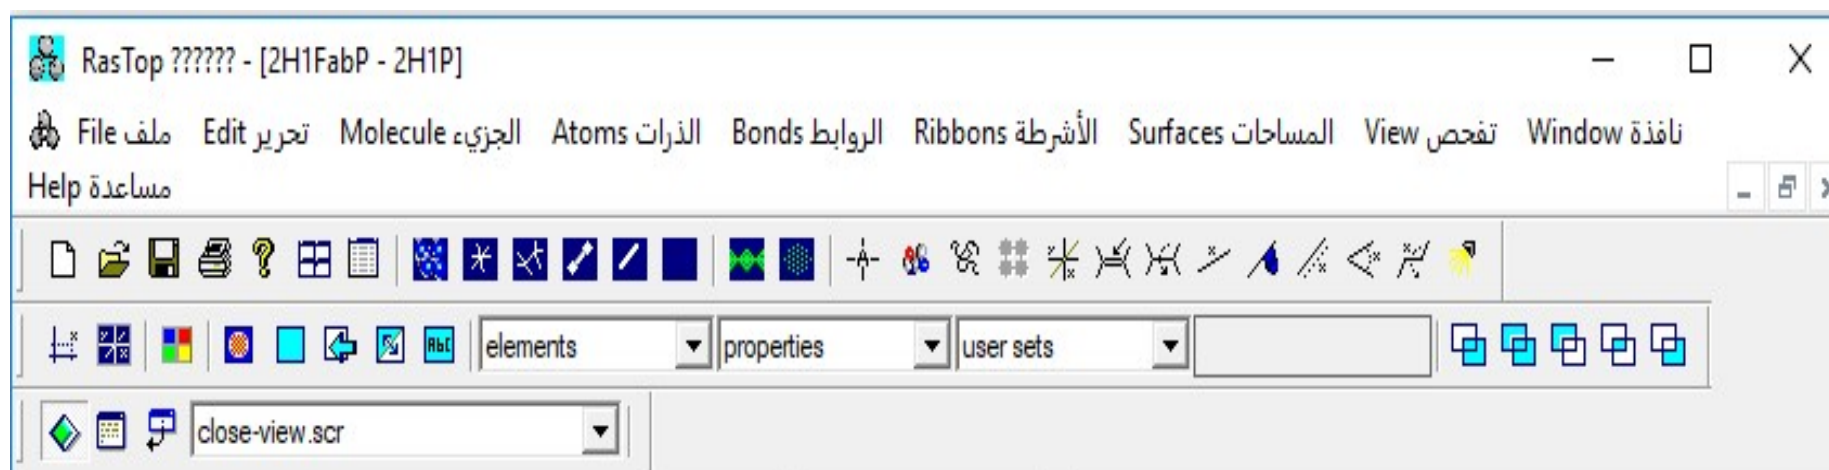 RasTop ?????? - [2H1FabP - 2H1P]
File ملف Edit تحرير Molecule الجزيء Atoms الذرات Bonds الروابط Ribbons الأشرطة Surfaces المساحات View تفحص Window نافذة
Help مساعدة
elements properties user sets
close-view.scr